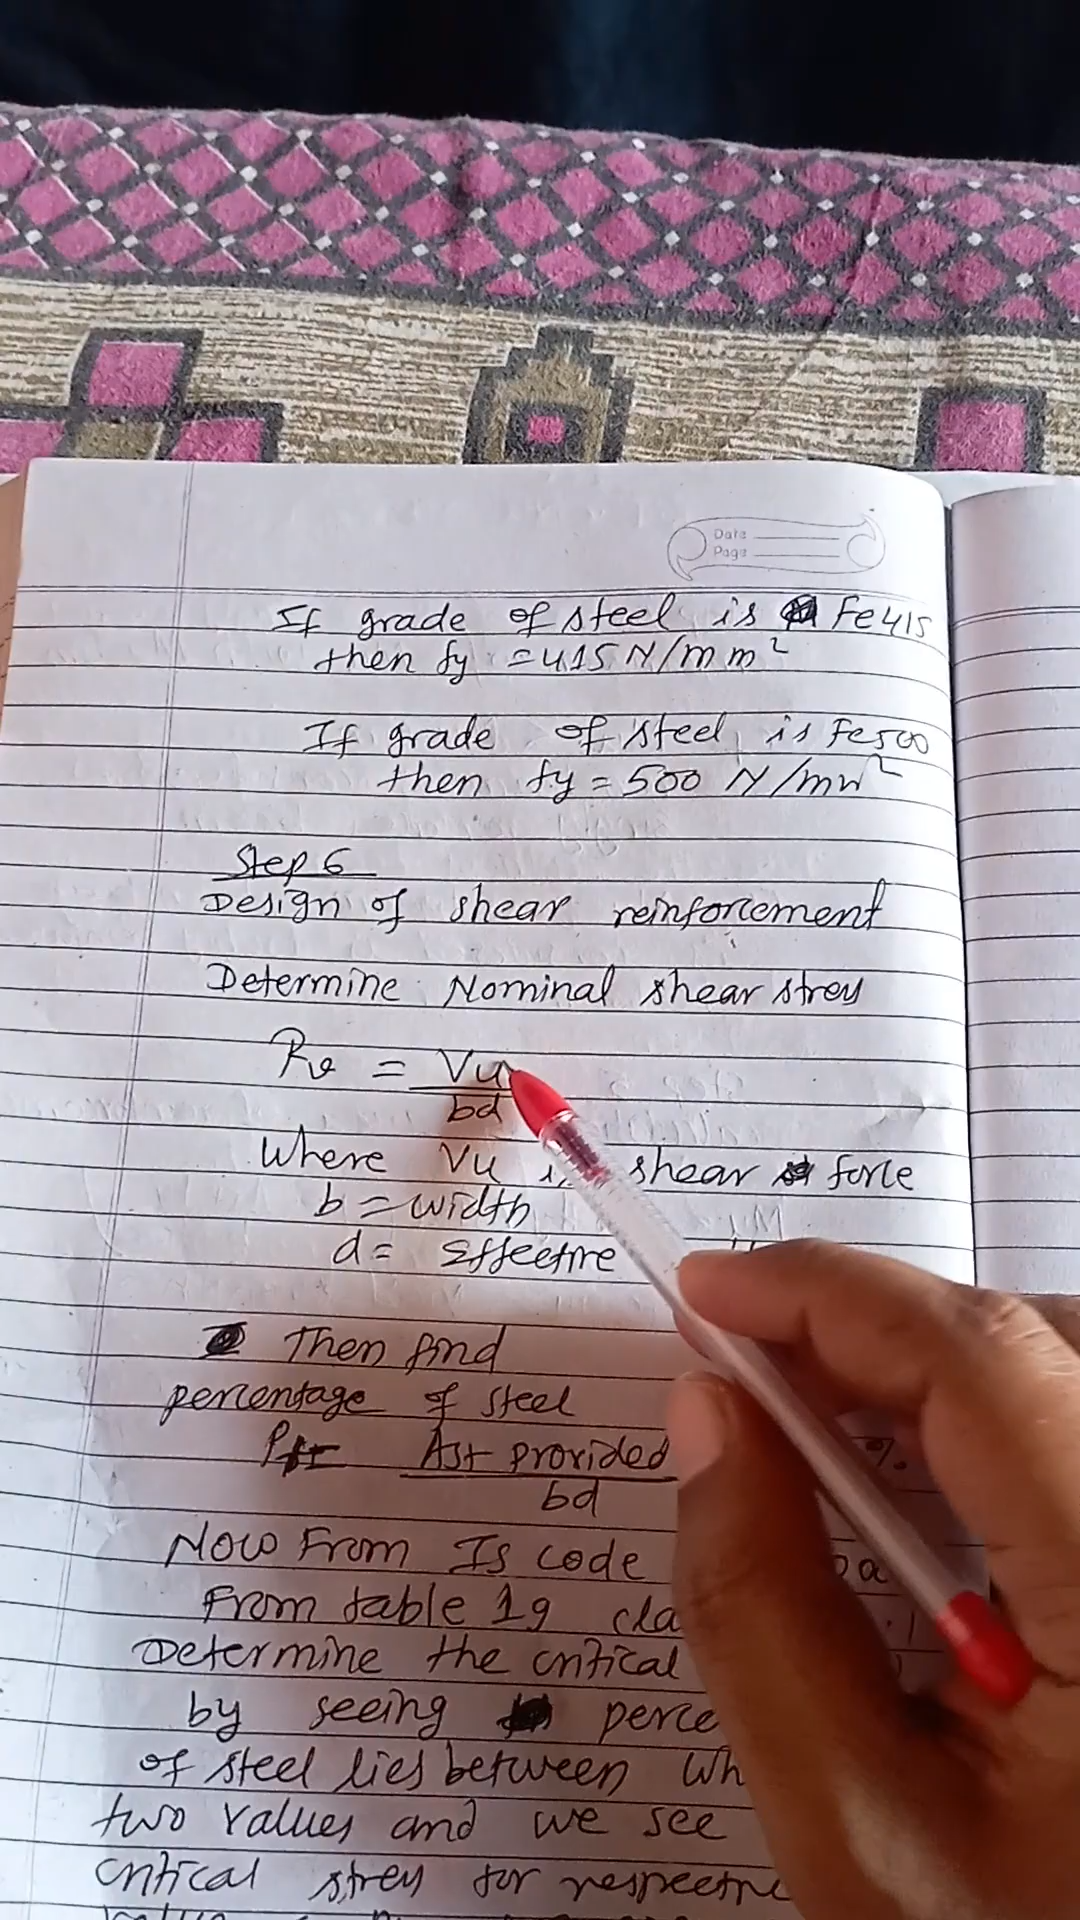 Date
Page
If grade of steel is Fe415
then fy = 415 N/mm²
If grade of steel is Fe500
then fy = 500 N/mm²
Step 6
Design of shear reinforcement
Determine Nominal shear stress
= Vu
bd
Where Vu shear force
b = width
d = Effective
Then find
percentage of steel
Ast provided
bd
%.
Now From Is code
From table 19
Determine the critical
by seeing
of steel lies between
two values and we see
critical stress for respective